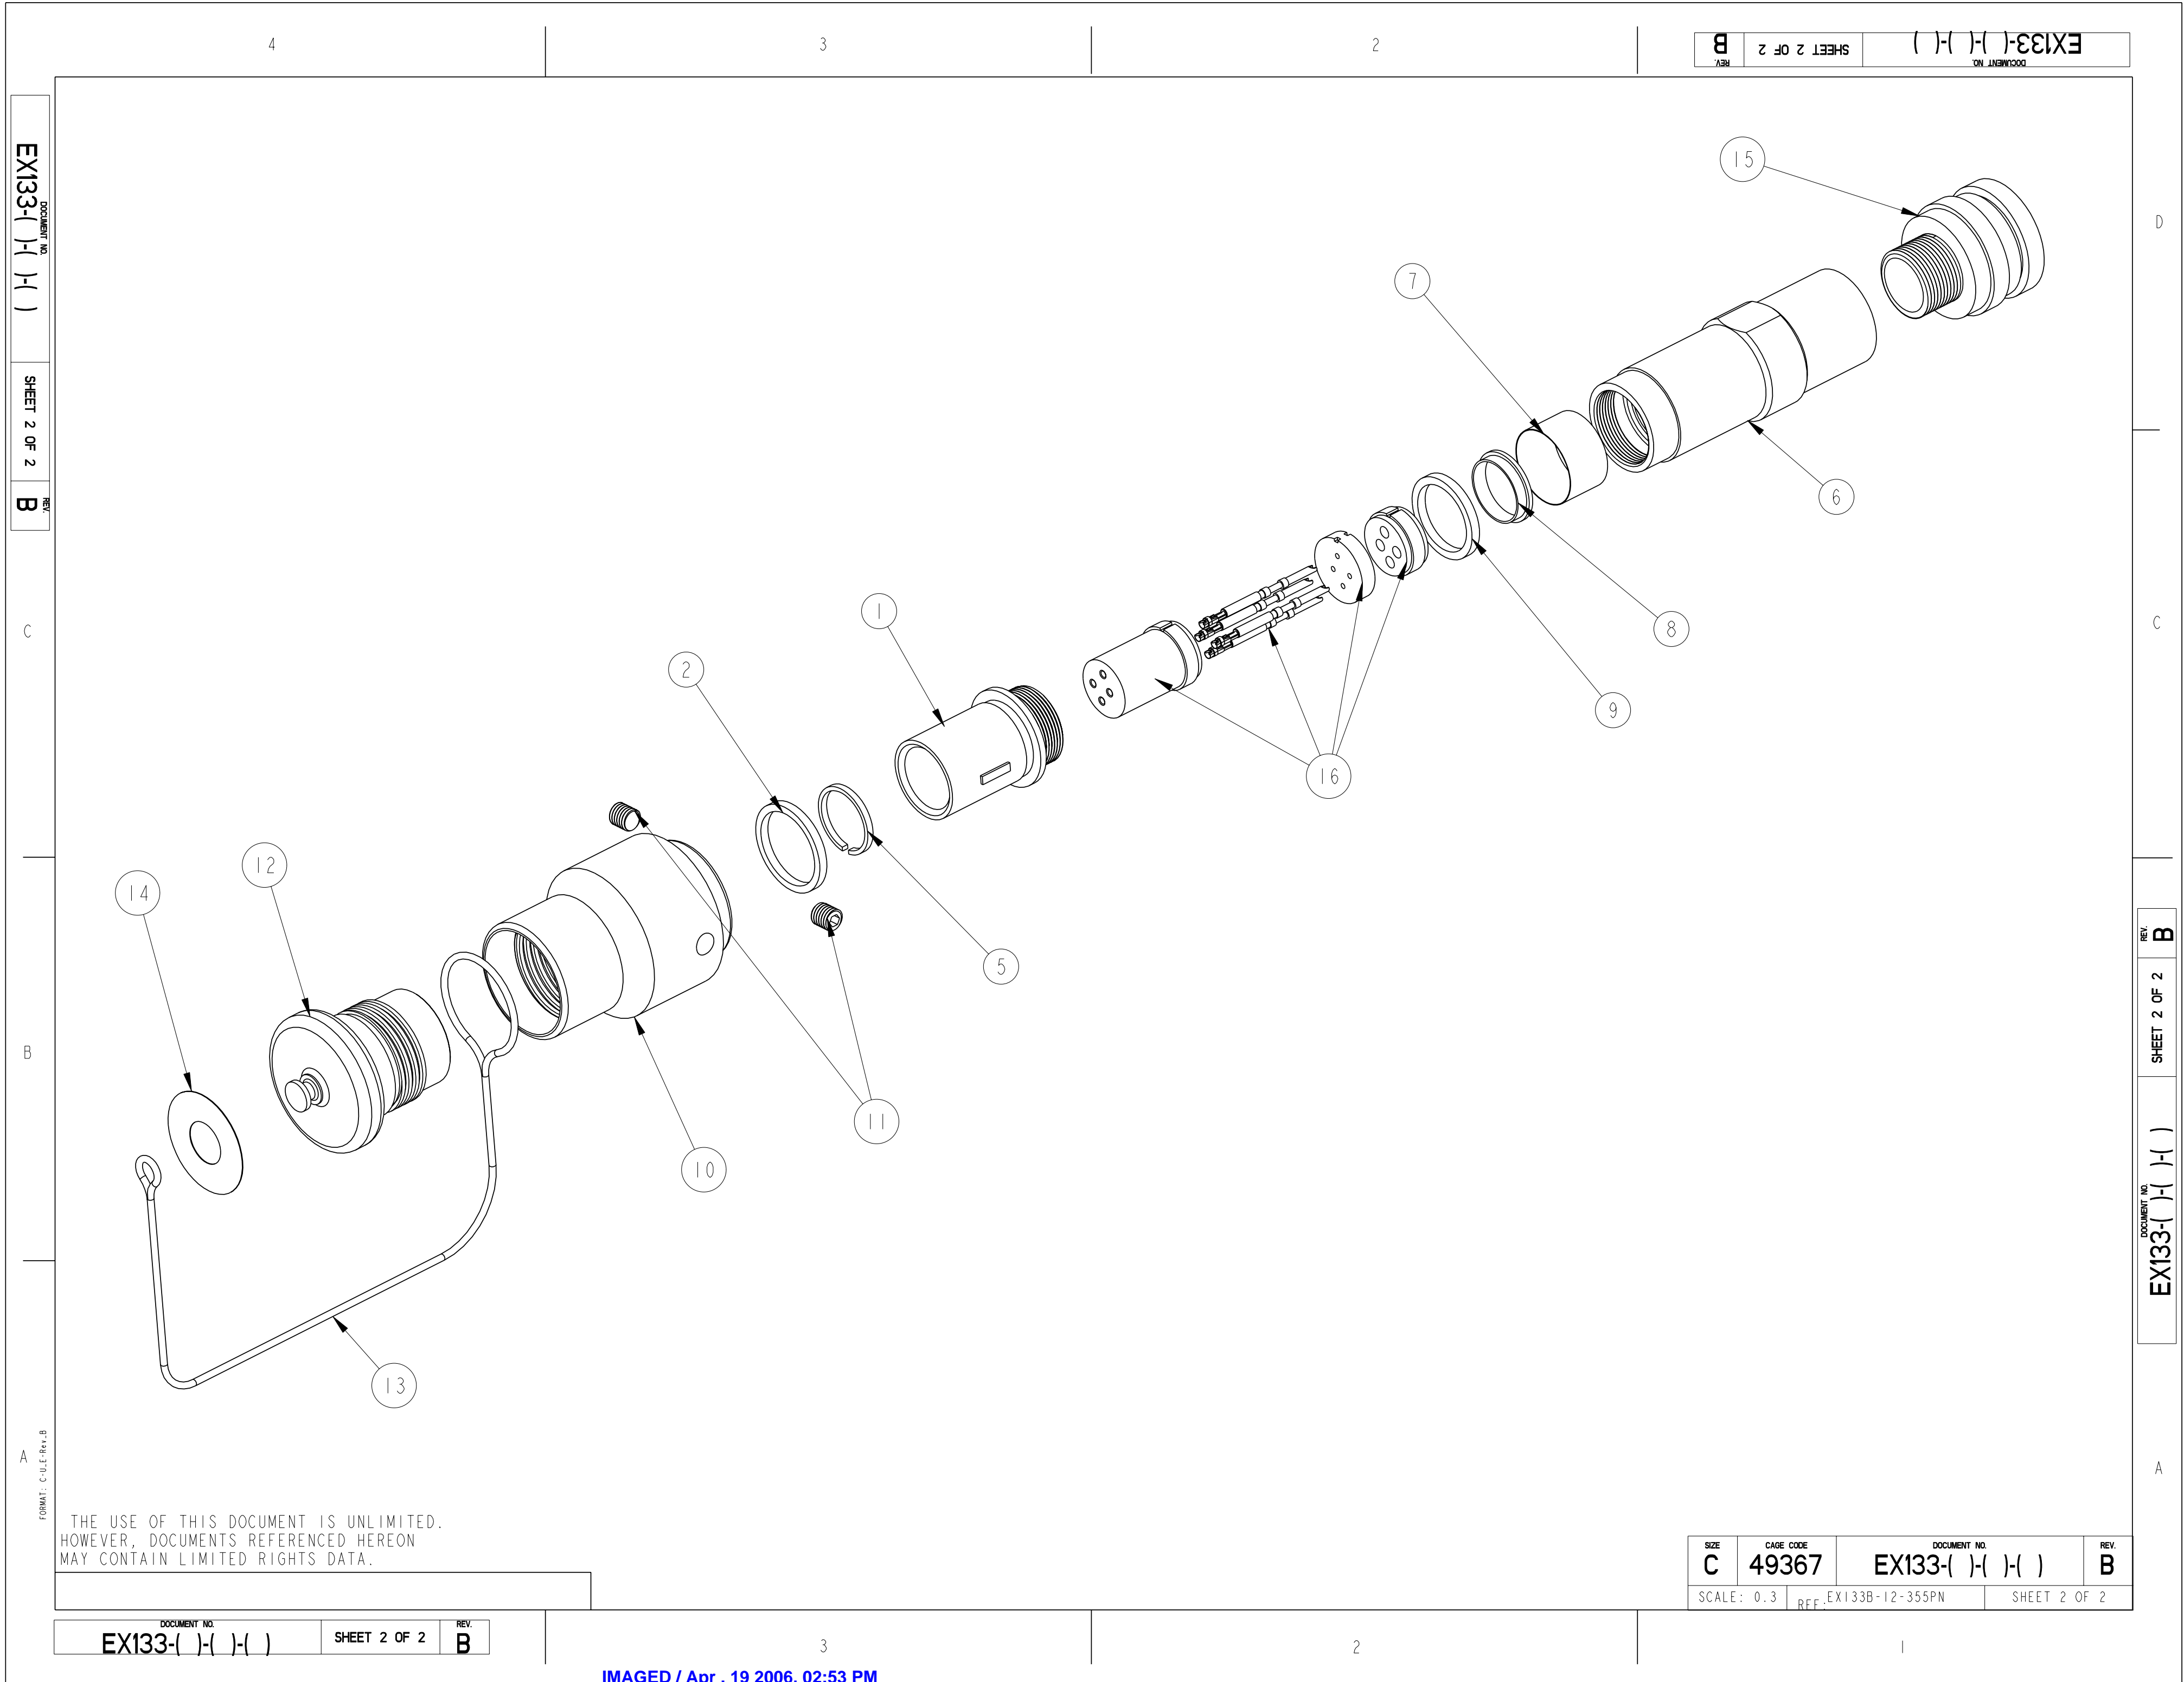 4
3
2
REV.
B
SHEET 2 OF 2
DOCUMENT NO.
EX133-( )-( )-( )
DOCUMENT NO.
EX133-( )-( )-( )
SHEET 2 OF 2
REV.
B
D
15
7
6
C
C
1
8
2
9
16
12
14
5
REV.
B
SHEET 2 OF 2
DOCUMENT NO.
EX133-( )-( )-( )
B
11
10
13
A
A
FORMAT: C-U_E-Rev_B
THE USE OF THIS DOCUMENT IS UNLIMITED.
HOWEVER, DOCUMENTS REFERENCED HEREON
MAY CONTAIN LIMITED RIGHTS DATA.
SIZE
C
CAGE CODE
49367
DOCUMENT NO.
EX133-( )-( )-( )
REV.
B
SCALE: 0.3
REF: EX133B-12-355PN
SHEET 2 OF 2
DOCUMENT NO.
EX133-( )-( )-( )
SHEET 2 OF 2
REV.
B
3
2
1
IMAGED / Apr , 19 2006, 02:53 PM